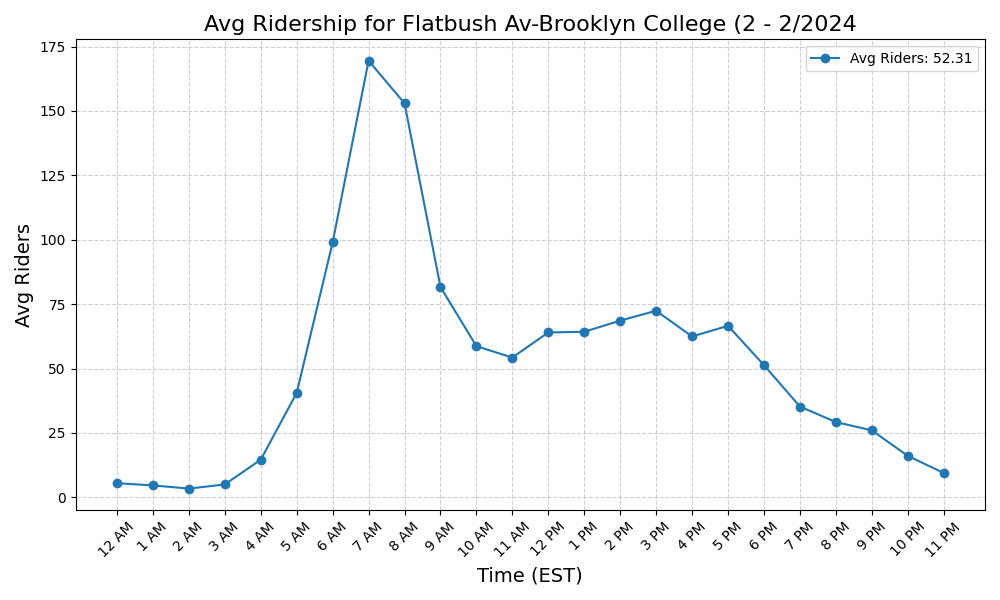 Avg Ridership for Flatbush Av-Brooklyn College (2 - 2/2024
Avg Riders: 52.31
Avg Riders
175
150
125
100
75
50
25
0
12 AM
1 AM
2 AM
3 AM
4 AM
5 AM
6 AM
7 AM
8 AM
9 AM
10 AM
11 AM
12 PM
1 PM
2 PM
3 PM
4 PM
5 PM
6 PM
7 PM
8 PM
9 PM
10 PM
11 PM
Time (EST)